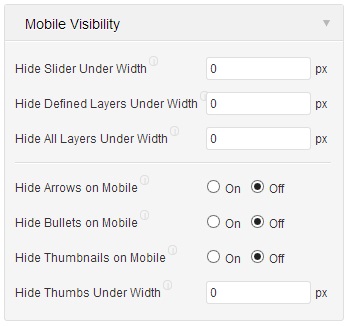 Mobile Visibility
Hide Slider Under Width 0 px
Hide Defined Layers Under Width 0 px
Hide All Layers Under Width 0 px
Hide Arrows on Mobile On Off
Hide Bullets on Mobile On Off
Hide Thumbnails on Mobile On Off
Hide Thumbs Under Width 0 px